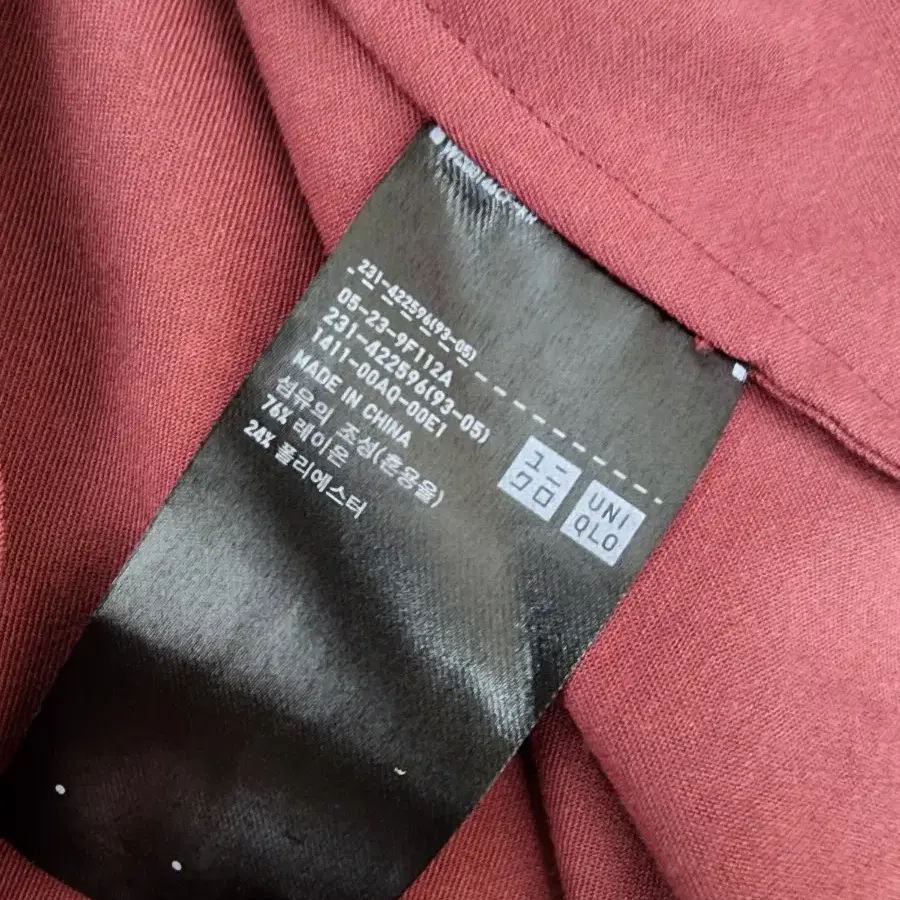 231-422596(93-05)
05-23-9F112A
231-422596(93-05)
1411-00AQ-00E1
MADE IN CHINA
섬유의 조성(혼용율)
76% 레이온
24% 폴리에스터
ユニ
クロ
UNI
QLO